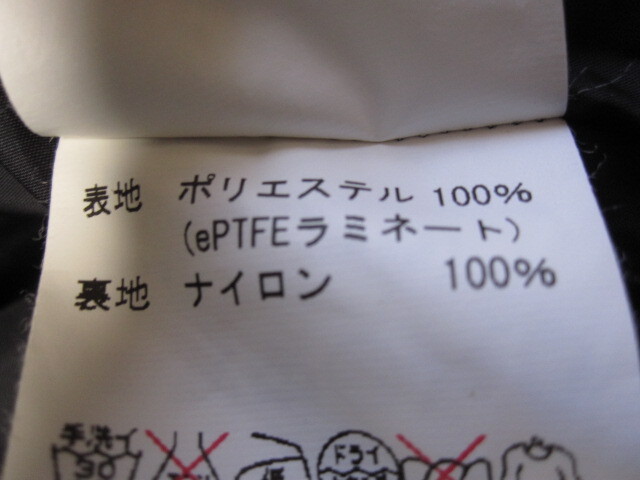 表地 ポリエステル 100%
(ePTFEラミネート)
裏地 ナイロン 100%
手洗イ
30
ドライ